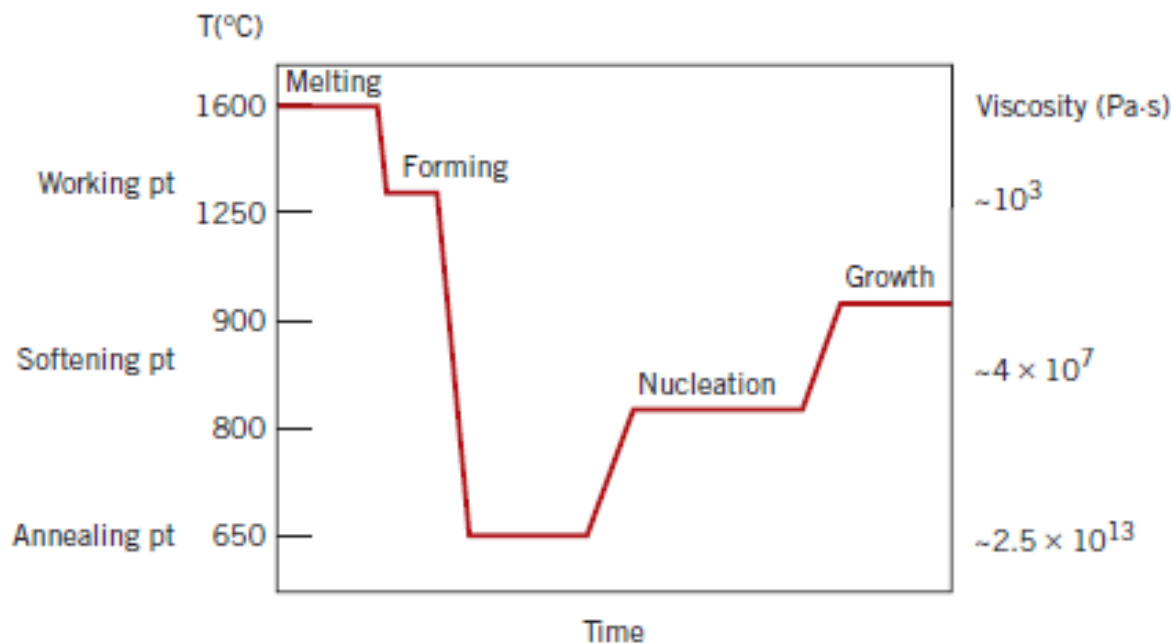 T(°C)
Melting
1600
Viscosity (Pa·s)
Forming
Working pt
~10³
1250
Growth
900
Softening pt
~4 × 10⁷
Nucleation
800
Annealing pt
650
~2.5 × 10¹³
Time